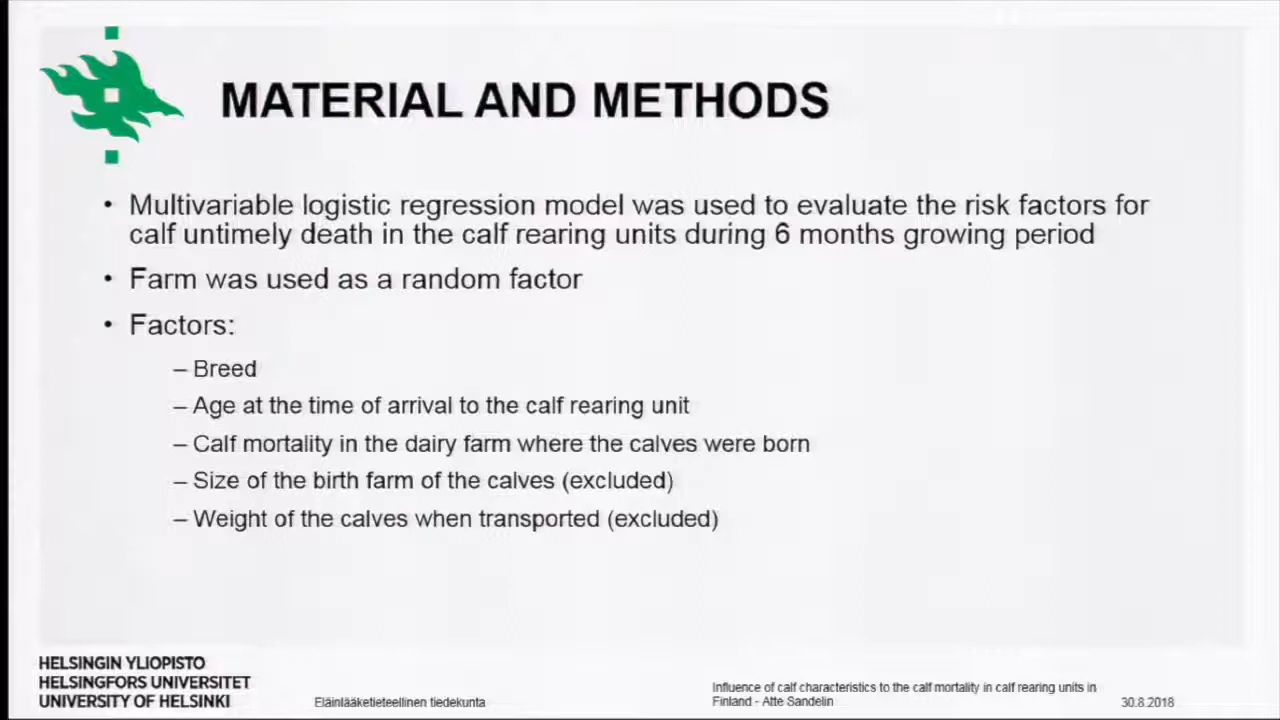 MATERIAL AND METHODS
• Multivariable logistic regression model was used to evaluate the risk factors for
calf untimely death in the calf rearing units during 6 months growing period
• Farm was used as a random factor
• Factors:
– Breed
– Age at the time of arrival to the calf rearing unit
– Calf mortality in the dairy farm where the calves were born
– Size of the birth farm of the calves (excluded)
– Weight of the calves when transported (excluded)
HELSINGIN YLIOPISTO
HELSINGFORS UNIVERSITET
UNIVERSITY OF HELSINKI
Eläinlääketieteellinen tiedekunta
Influence of calf characteristics to the calf mortality in calf rearing units in
Finland - Atte Sandelin
30.8.2018